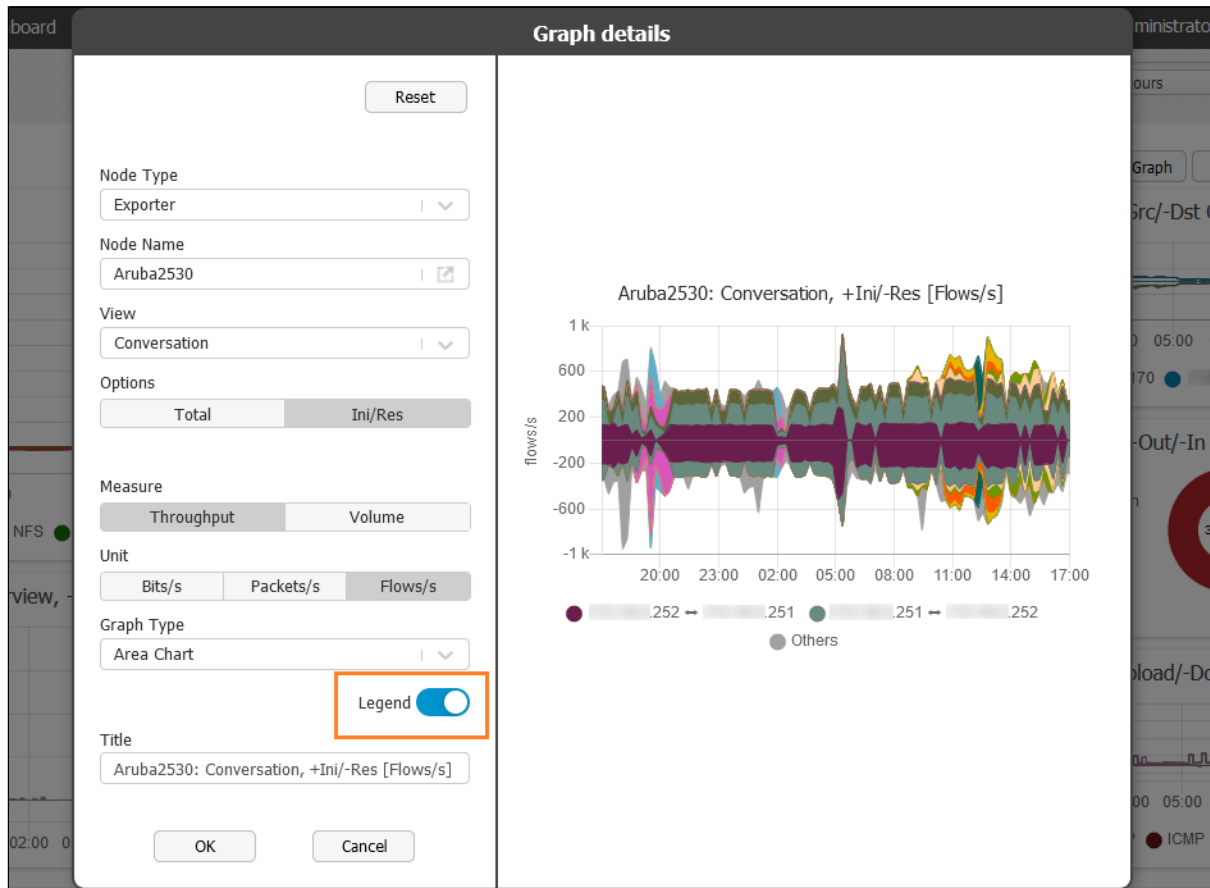 board
Graph details
ministrato
Reset
ours
Node Type
Exporter
Graph
Src/-Dst
Node Name
Aruba2530
View
Conversation
Options
Total Ini/Res
Measure
Throughput Volume
Unit
Bits/s Packets/s Flows/s
Graph Type
Area Chart
Legend
Title
Aruba2530: Conversation, +Ini/-Res [Flows/s]
OK Cancel
Aruba2530: Conversation, +Ini/-Res [Flows/s]
flows/s
1 k
600
200
-200
-600
-1 k
20:00 23:00 02:00 05:00 08:00 11:00 14:00 17:00
.252 ↔ .251 .251 ↔ .252
Others
NFS
rview, -
02:00 0
05:00
170
-Out/-In
3
pload/-Do
00 05:00
ICMP